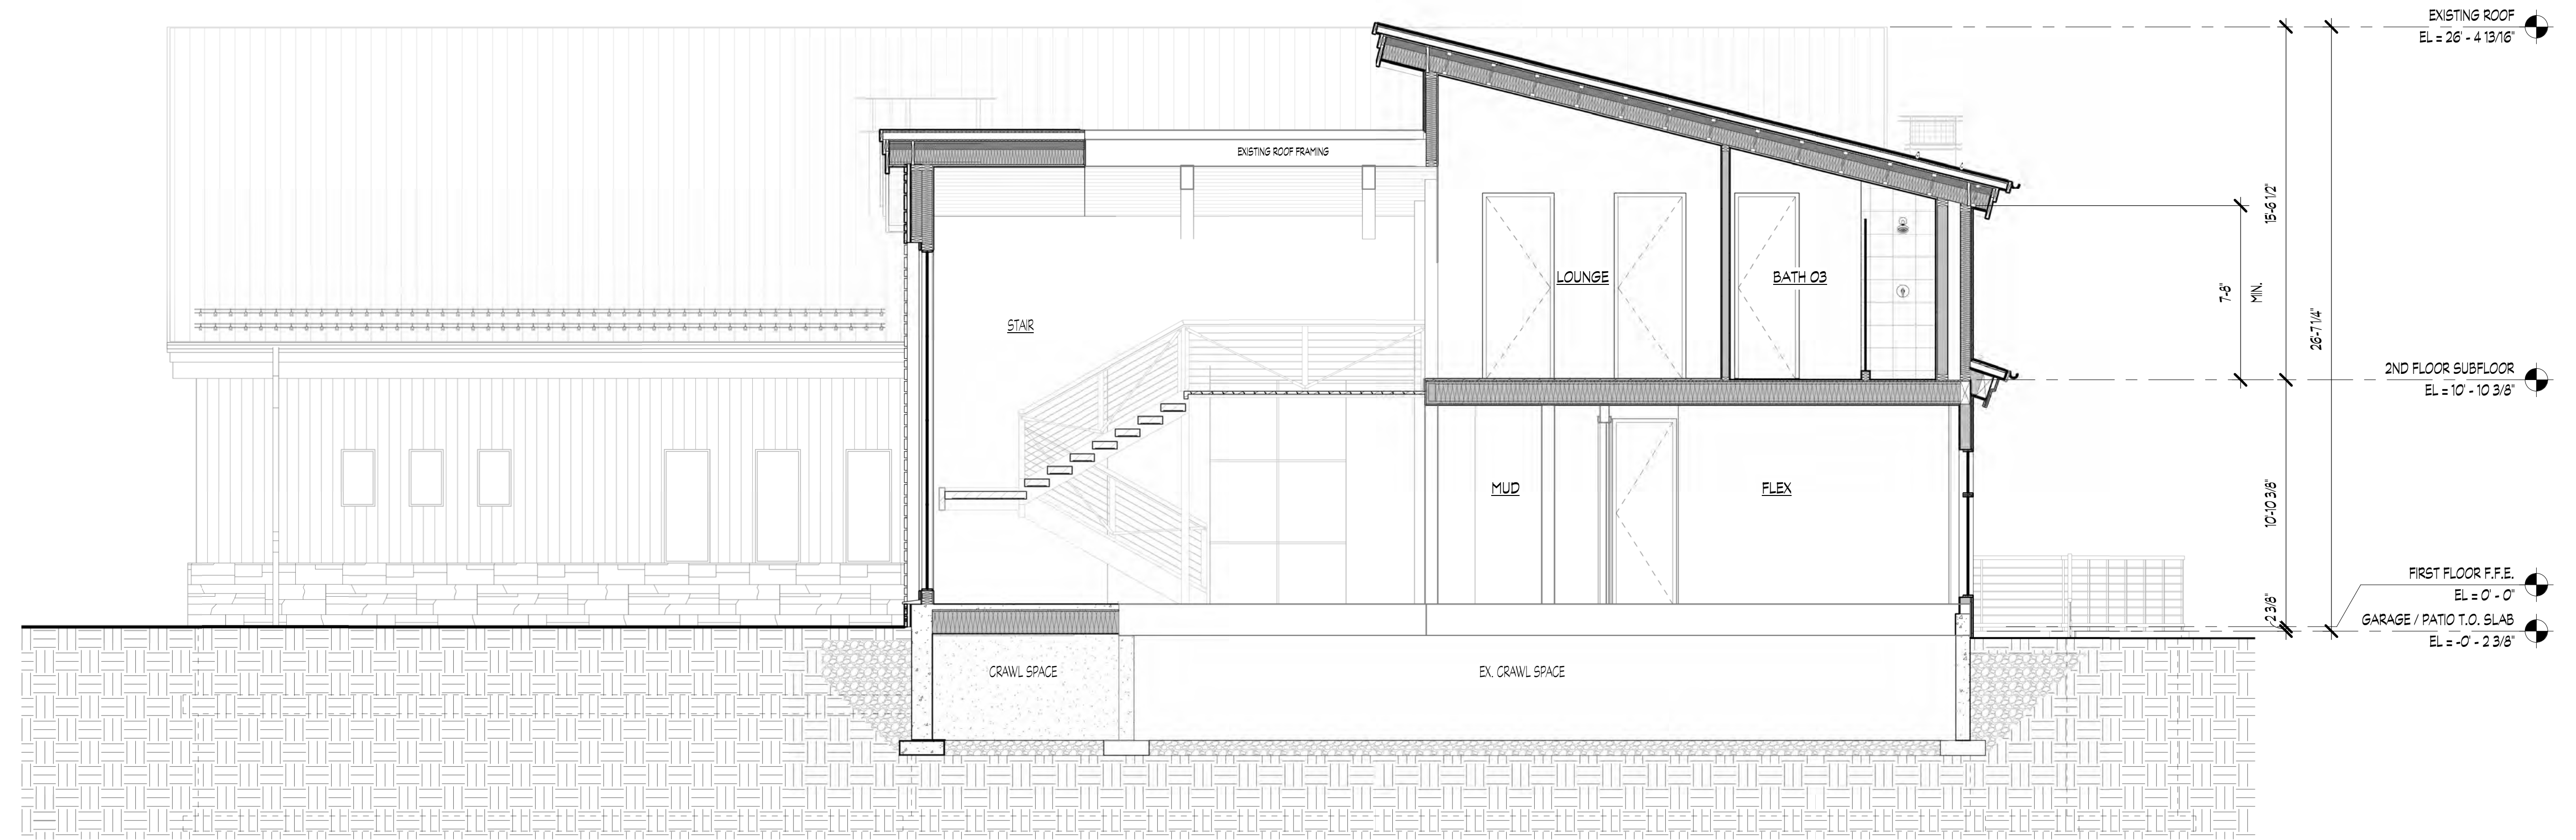 EXISTING ROOF
EL = 26' - 4 13/16"
EXISTING ROOF FRAMING
15'-6 1/2"
7'-8"
MIN.
26'-7 1/4"
LOUNGE
BATH 03
STAIR
2ND FLOOR SUBFLOOR
EL = 10' - 10 3/8"
MUD
FLEX
10'-10 3/8"
FIRST FLOOR F.F.E.
EL = 0' - 0"
2 3/8"
GARAGE / PATIO T.O. SLAB
EL = -0' - 2 3/8"
CRAWL SPACE
EX. CRAWL SPACE